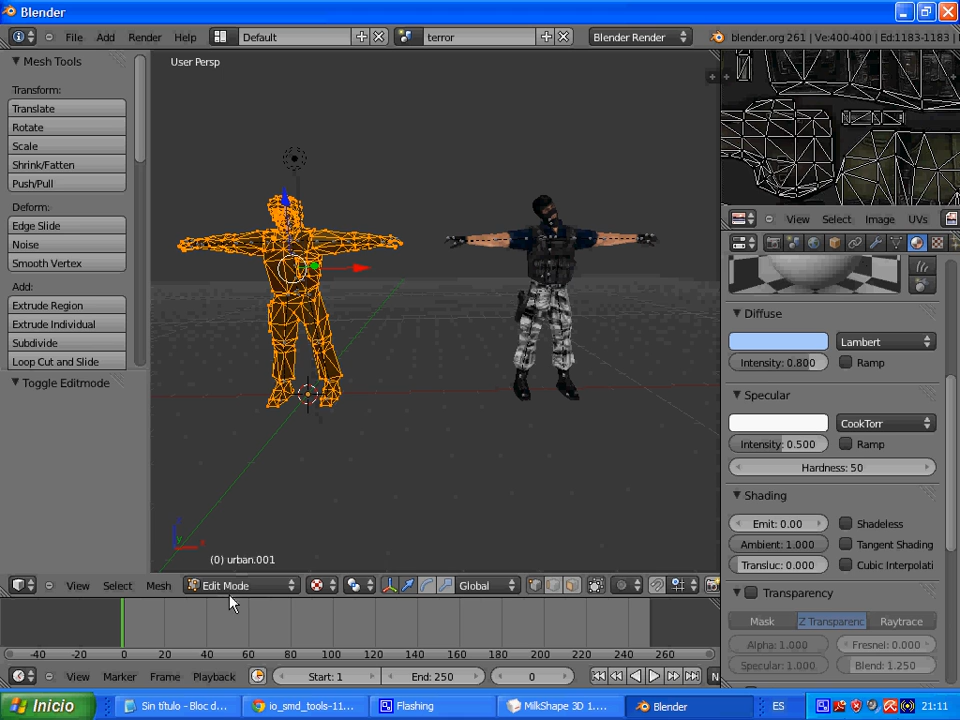 Blender
File Add Render Help Default terror Blender Render blender.org 261 | Ve:400-400 | Ed:1183-1183 |
Mesh Tools
Transform:
Translate
Rotate
Scale
Shrink/Fatten
Push/Pull
Deform:
Edge Slide
Noise
Smooth Vertex
Add:
Extrude Region
Extrude Individual
Subdivide
Loop Cut and Slide
Toggle Editmode
User Persp
(0) urban.001
View Select Mesh Edit Mode Global
View Select Image UVs
Diffuse
Lambert
Intensity: 0.800 Ramp
Specular
CookTorr
Intensity: 0.500 Ramp
Hardness: 50
Shading
Emit: 0.00 Shadeless
Ambient: 1.000 Tangent Shading
Transluc: 0.000 Cubic Interpolati
Transparency
Mask Z Transparenc Raytrace
Alpha: 1.000 Fresnel: 0.000
Specular: 1.000 Blend: 1.250
-40 -20 0 20 40 60 80 100 120 140 160 180 200 220 240 260
View Marker Frame Playback Start: 1 End: 250 0 N
Inicio Sin título - Bloc d... io_smd_tools-11... Flashing MilkShape 3D 1.... Blender ES 21:11